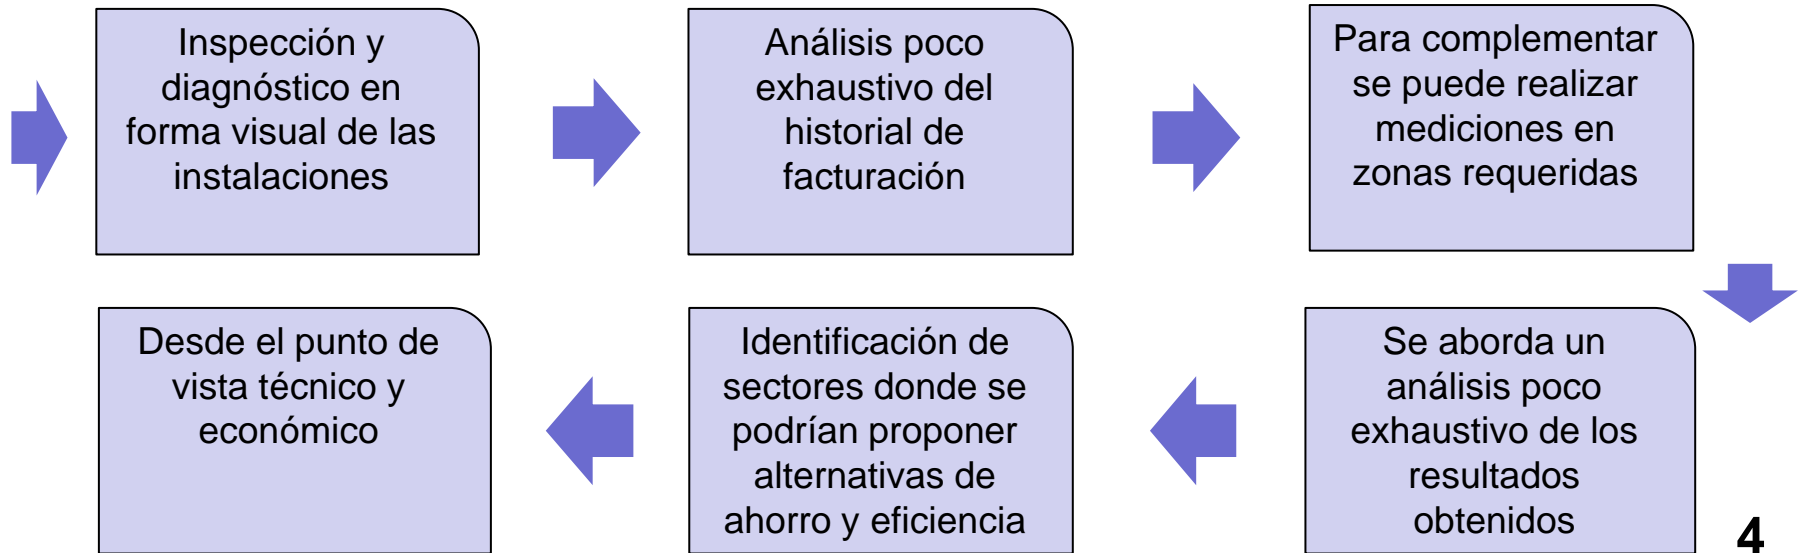 Inspección y
diagnóstico en
forma visual de las
instalaciones
Análisis poco
exhaustivo del
historial de
facturación
Para complementar
se puede realizar
mediciones en
zonas requeridas
Se aborda un
análisis poco
exhaustivo de los
resultados
obtenidos
Identificación de
sectores donde se
podrían proponer
alternativas de
ahorro y eficiencia
Desde el punto de
vista técnico y
económico
4